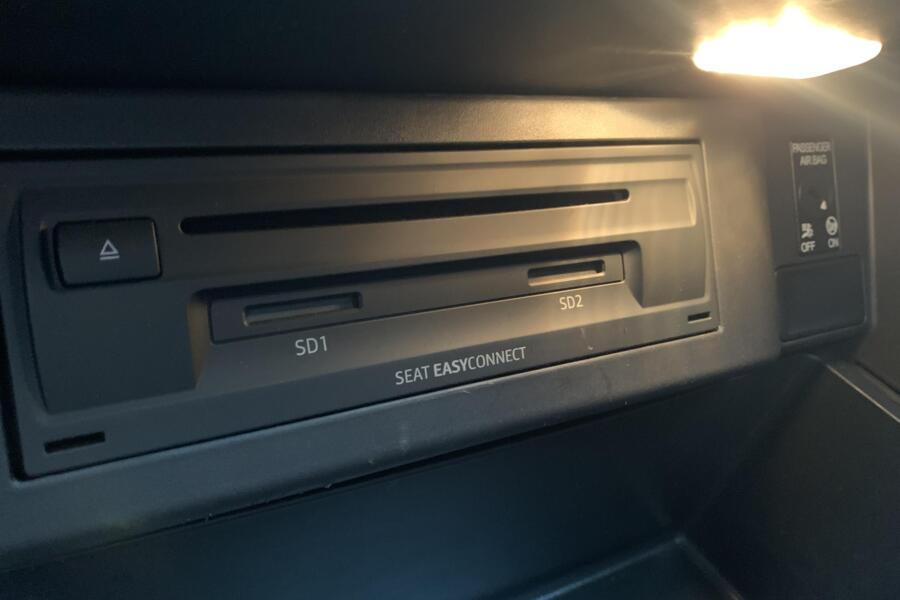 PASSENGER
AIR BAG
OFF ON
SD1
SD2
SEAT EASYCONNECT